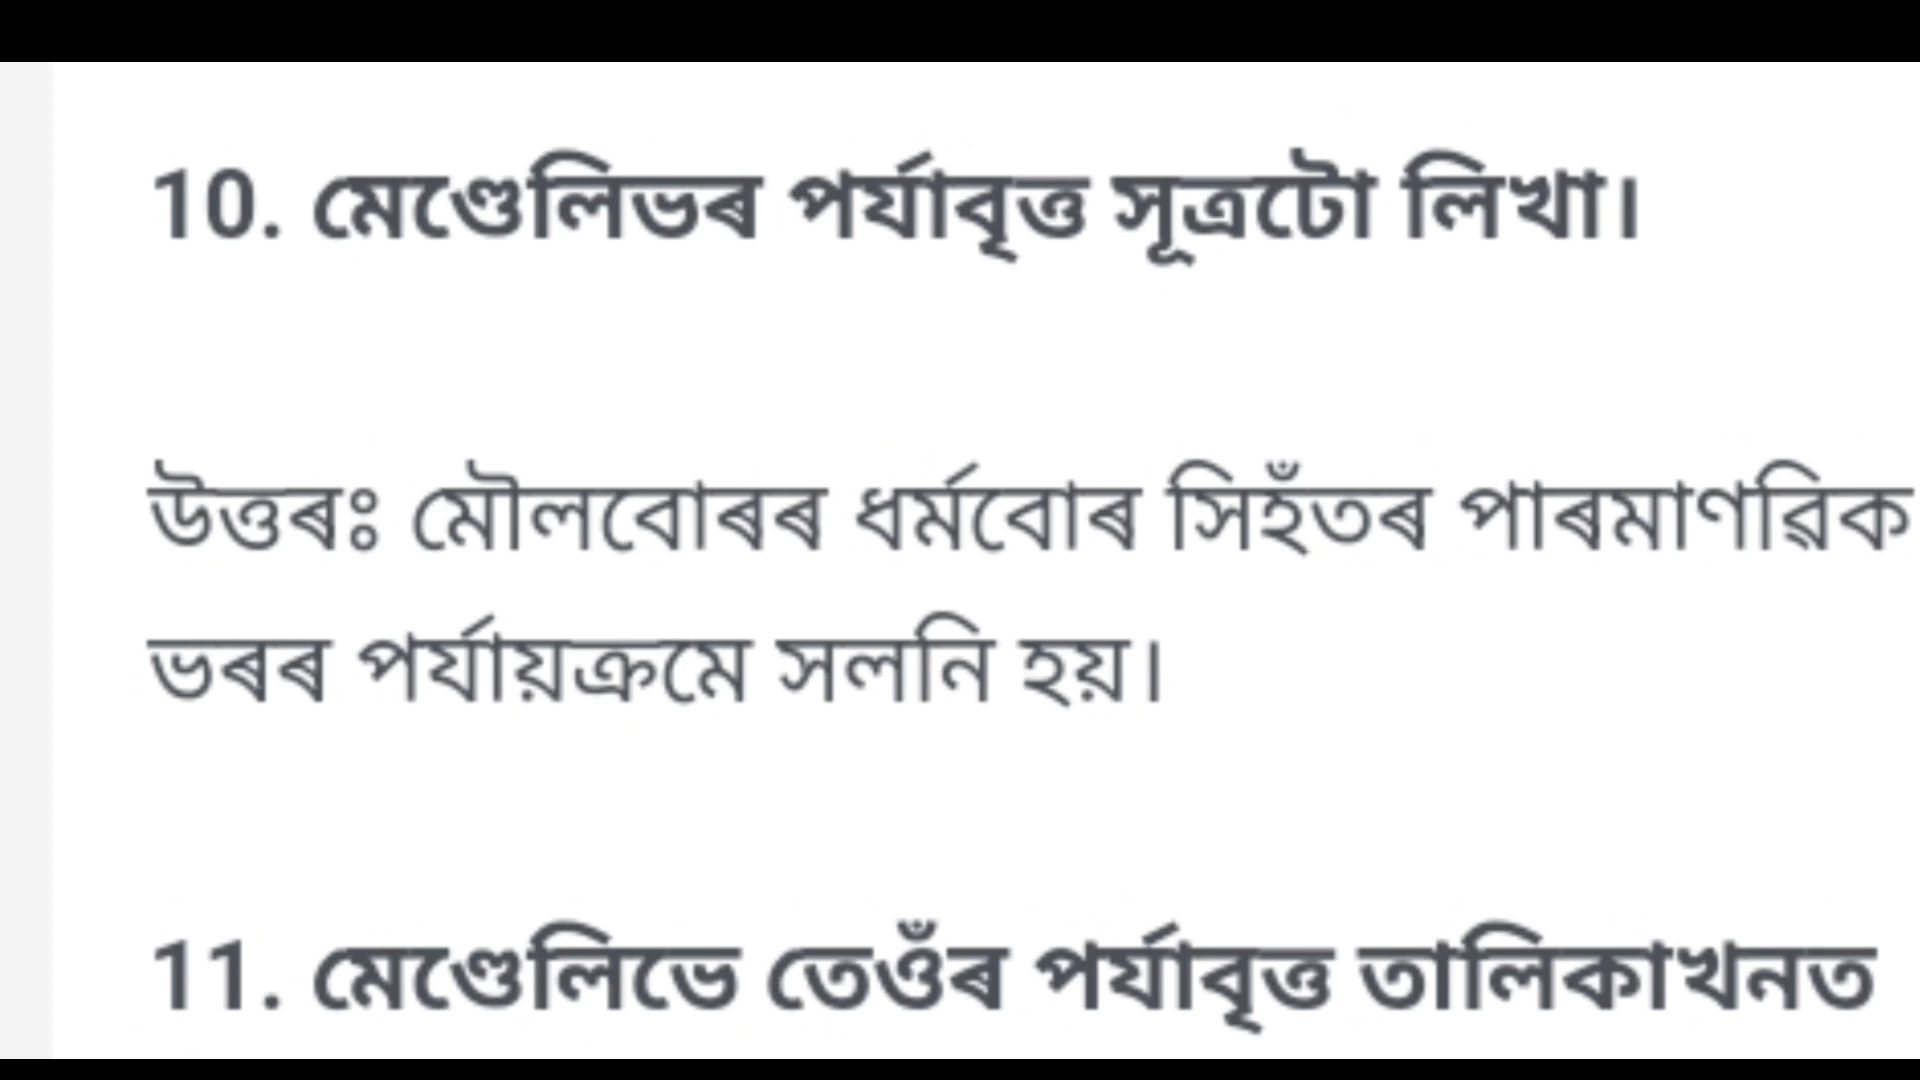 10. মেণ্ডেলিভৰ পৰ্যাবৃত্ত সূত্ৰটো লিখা।
উত্তৰঃ মৌলবোৰৰ ধৰ্মবোৰ সিহঁতৰ পাৰমাণৱিক
ভৰৰ পৰ্যায়ক্ৰমে সলনি হয়।
11. মেণ্ডেলিভে তেওঁৰ পৰ্যাবৃত্ত তালিকাখনত